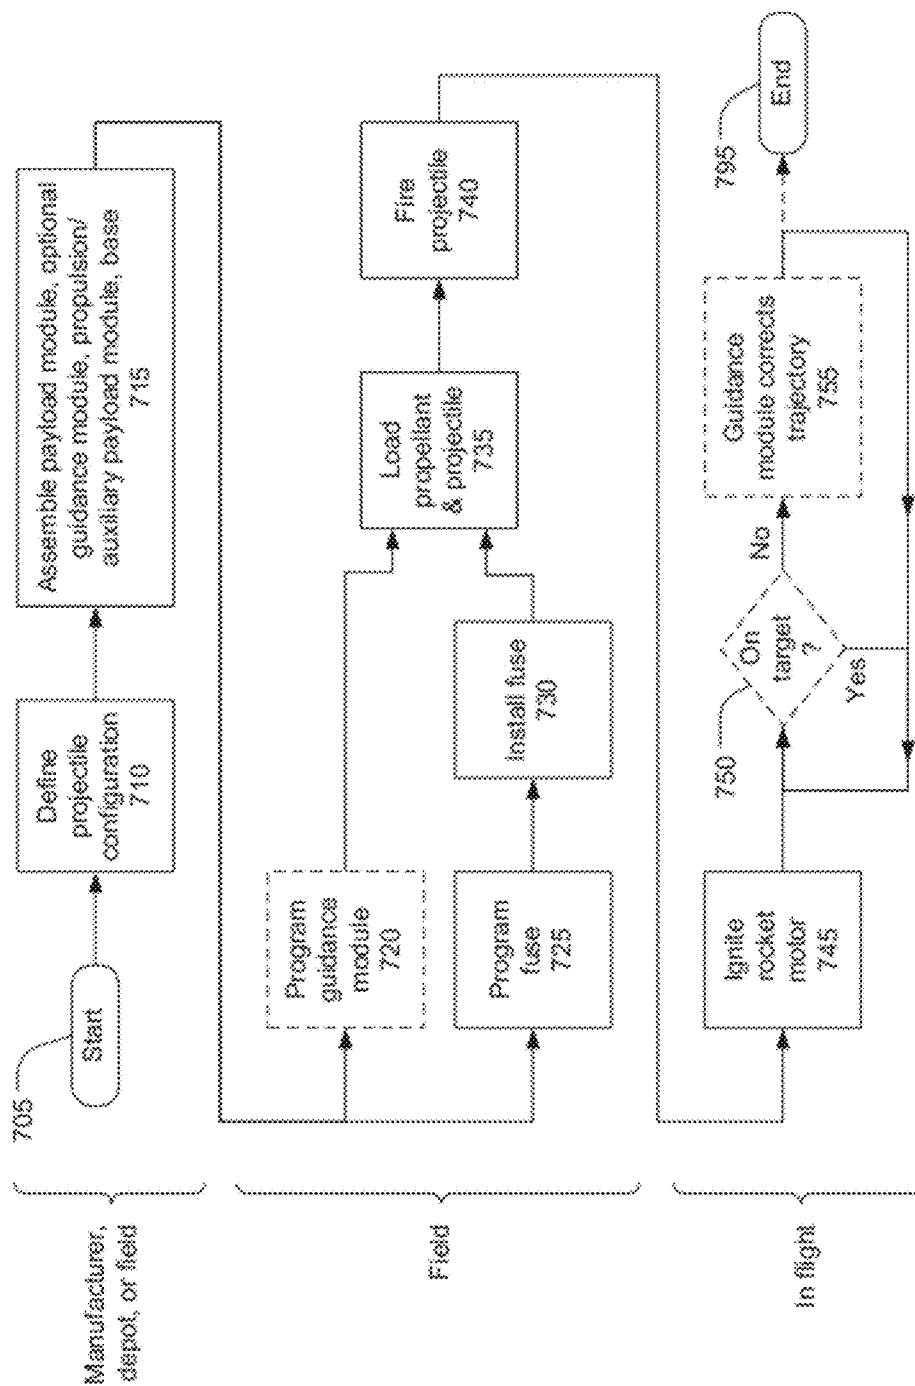 Manufacturer,
depot, or field
705
Start
Define
projectile
configuration
710
Assemble payload module, optional
guidance module, propulsion/
auxiliary payload module, base
715
Field
Program
guidance
module
720
Program
fuse
725
Install fuse
730
Load
propellant
& projectile
735
Fire
projectile
740
In flight
Ignite
rocket
motor
745
750
On
target
?
Yes
No
Guidance
module corrects
trajectory
755
795
End